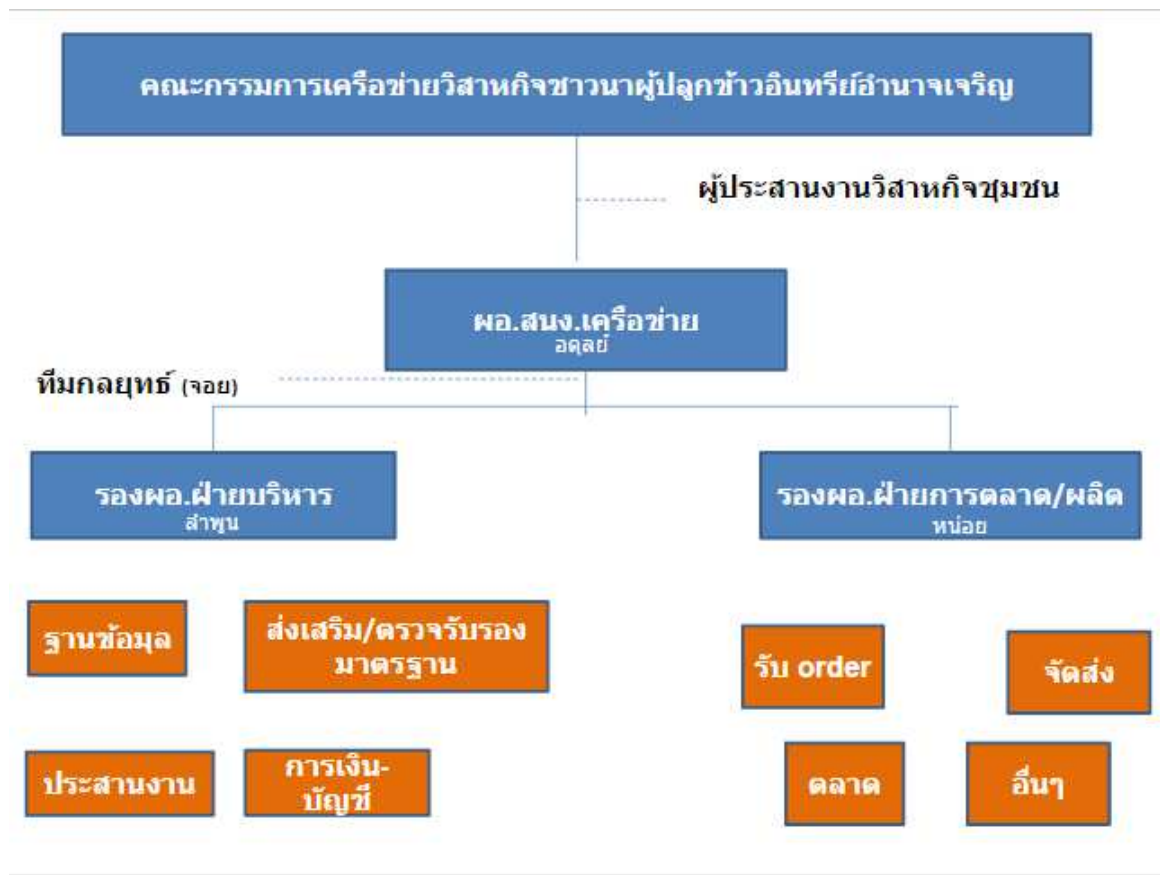 คณะกรรมการเครือข่ายวิสาหกิจชาวนาผู้ปลูกข้าวอินทรีย์อำนาจเจริญ
ผู้ประสานงานวิสาหกิจชุมชน
ผอ.สนง.เครือข่าย
อดุลย์
ทีมกลยุทธ์ (จอย)
รองผอ.ฝ่ายบริหาร
ลำพูน
รองผอ.ฝ่ายการตลาด/ผลิต
หน่อย
ฐานข้อมุล
ส่งเสริม/ตรวจรับรอง
มาตรฐาน
รับ order
จัดส่ง
ประสานงาน
การเงิน-
บัญชี
ตลาด
อื่นๆ